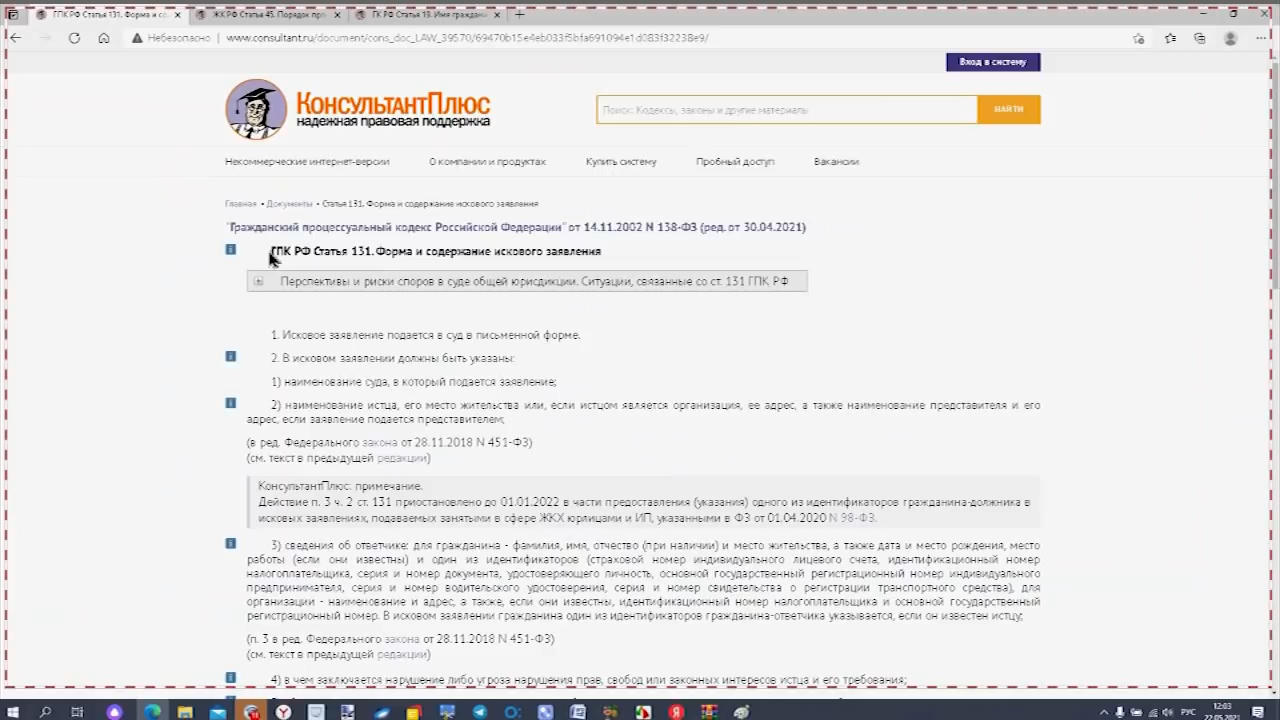 ГПК РФ Статья 131. Форма и со
ЖК РФ Статья 45. Порядок пр
ГК РФ Статья 19. Имя граждан
Небезопасно
www.consultant.ru/document/cons_doc_LAW_39570/69470b15e4eb033f5bfa691094e1d083f32238e9/
Вход в систему
КонсультантПлюс
надежная правовая поддержка
Поиск: Кодексы, законы и другие материалы
НАЙТИ
Некоммерческие интернет-версии
О компании и продуктах
Купить систему
Пробный доступ
Вакансии
Главная • Документы • Статья 131. Форма и содержание искового заявления
"Гражданский процессуальный кодекс Российской Федерации" от 14.11.2002 N 138-ФЗ (ред. от 30.04.2021)
ГПК РФ Статья 131. Форма и содержание искового заявления
Перспективы и риски споров в суде общей юрисдикции. Ситуации, связанные со ст. 131 ГПК РФ
1. Исковое заявление подается в суд в письменной форме.
2. В исковом заявлении должны быть указаны:
1) наименование суда, в который подается заявление;
2) наименование истца, его место жительства или, если истцом является организация, ее адрес, а также наименование представителя и его
адрес, если заявление подается представителем;
(в ред. Федерального закона от 28.11.2018 N 451-ФЗ)
(см. текст в предыдущей редакции)
КонсультантПлюс: примечание.
Действие п. 3 ч. 2 ст. 131 приостановлено до 01.01.2022 в части предоставления (указания) одного из идентификаторов гражданина-должника в
исковых заявлениях, подаваемых занятыми в сфере ЖКХ юрлицами и ИП, указанными в ФЗ от 01.04.2020 N 98-ФЗ.
3) сведения об ответчике: для гражданина - фамилия, имя, отчество (при наличии) и место жительства, а также дата и место рождения, место
работы (если они известны) и один из идентификаторов (страховой номер индивидуального лицевого счета, идентификационный номер
налогоплательщика, серия и номер документа, удостоверяющего личность, основной государственный регистрационный номер индивидуального
предпринимателя, серия и номер водительского удостоверения, серия и номер свидетельства о регистрации транспортного средства), для
организации - наименование и адрес, а также, если они известны, идентификационный номер налогоплательщика и основной государственный
регистрационный номер. В исковом заявлении гражданина один из идентификаторов гражданина-ответчика указывается, если он известен истцу;
(п. 3 в ред. Федерального закона от 28.11.2018 N 451-ФЗ)
(см. текст в предыдущей редакции)
4) в чем заключается нарушение либо угроза нарушения прав, свобод или законных интересов истца и его требования;
РУС
12:03
22.05.2021